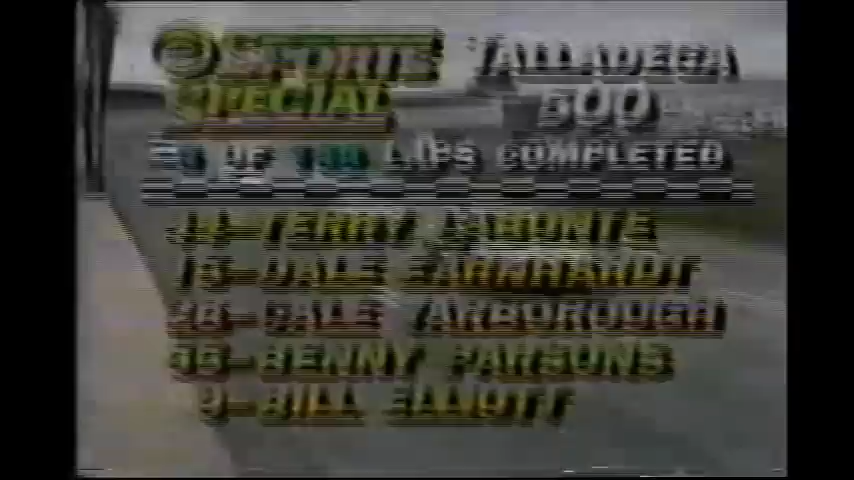 SPORTS
SPECIAL
TALLADEGA
500
OF LAPS COMPLETED
TERRY LABONTE
DALE EARNHARDT
28-CALE YARBOROUGH
55-BENNY PARSONS
9-BILL ELLIOTT